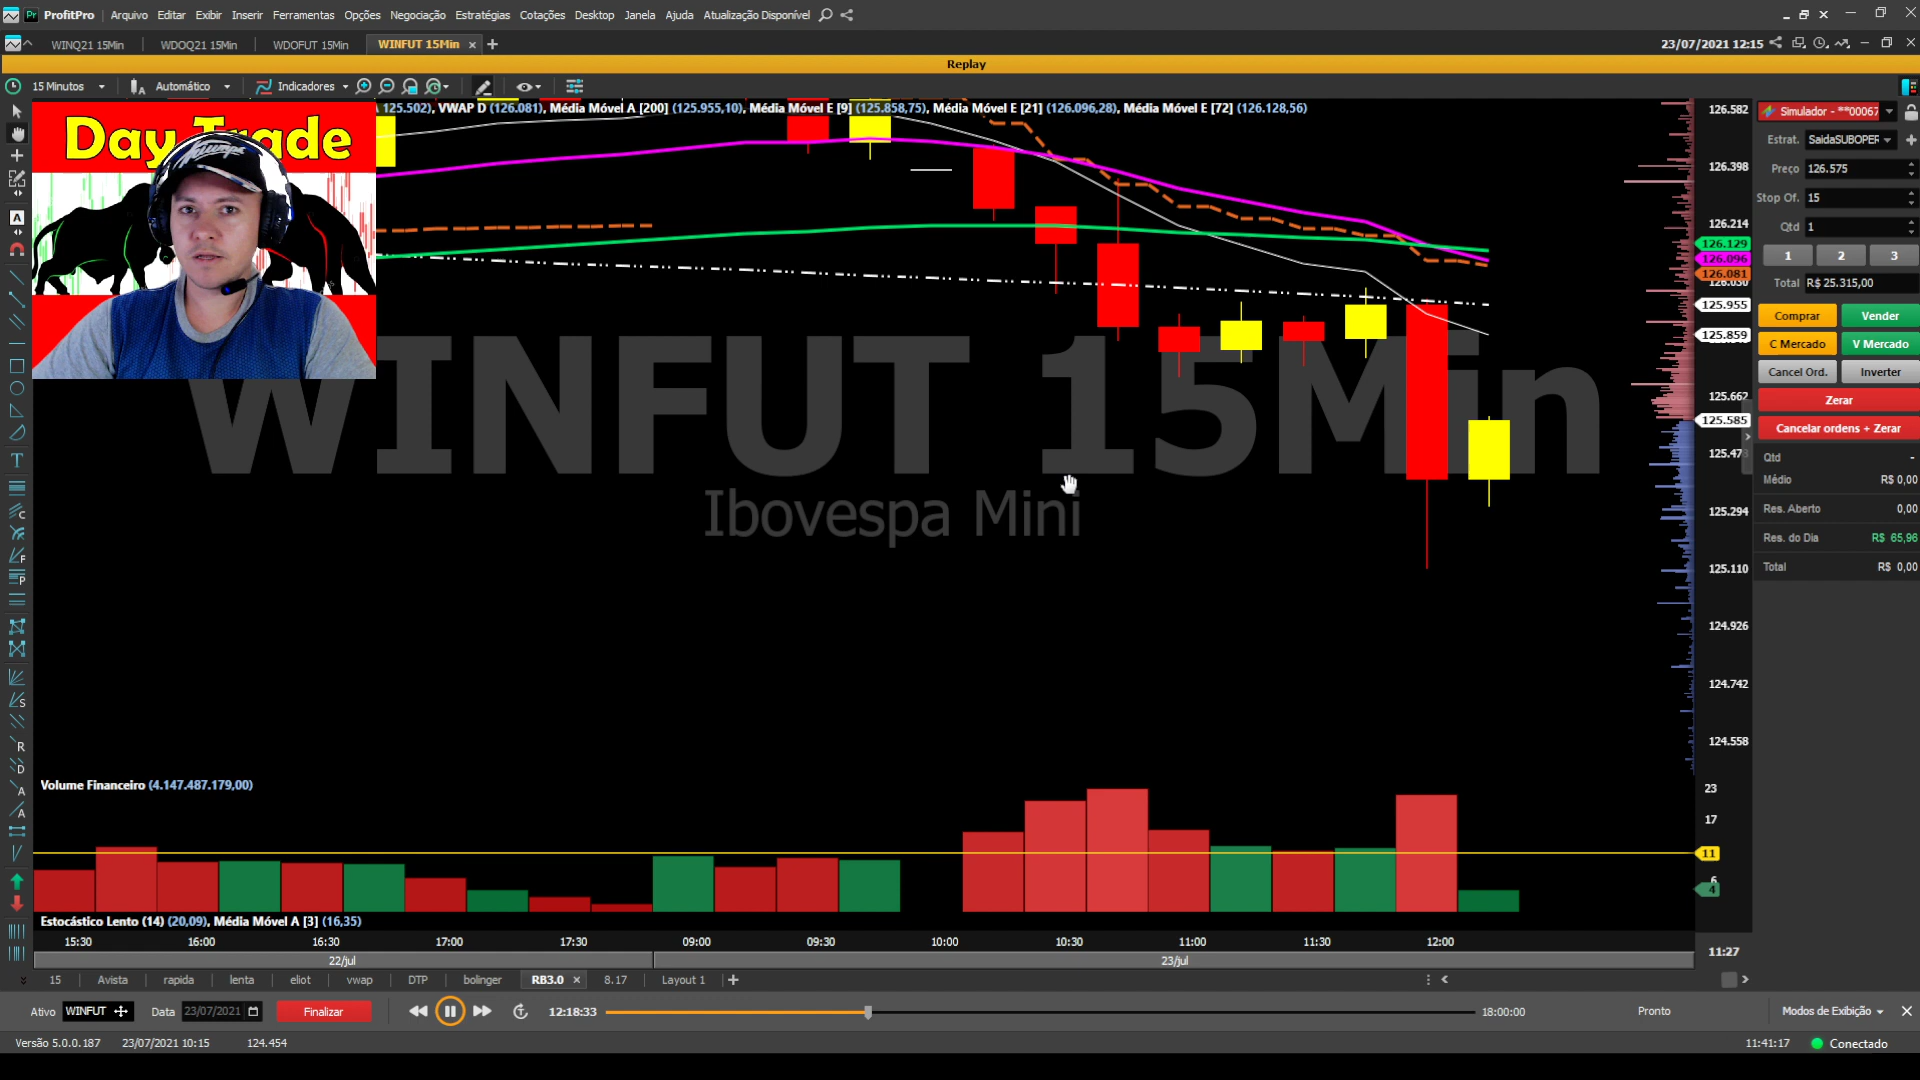 Pr ProfitPro Arquivo Editar Exibir Inserir Ferramentas Opções Negociação Estratégias Cotações Desktop Janela Ajuda Atualização Disponível
WINQ21 15Min WDOQ21 15Min WDOFUT 15Min WINFUT 15Min 23/07/2021 12:15
Replay
15 Minutos Automático Indicadores
125.502), VWAP D (126.081), Média Móvel A [200] (125.955,10), Média Móvel E [9] (125.858,75), Média Móvel E [21] (126.096,28), Média Móvel E [72] (126.128,56)
Day Trade
WINFUT 15Min
Ibovespa Mini
126.582
126.398
126.214
126.129
126.096
126.081
126.030
125.955
125.859
125.662
125.585
125.478
125.294
125.110
124.926
124.742
124.558
Simulador - **00067
Estrat. SaidaSUBOPER
Preço 126.575
Stop Of. 15
Qtd 1
1 2 3
Total R$ 25.315,00
Comprar Vender
C Mercado V Mercado
Cancel Ord. Inverter
Zerar
Cancelar ordens + Zerar
Qtd -
Médio R$ 0,00
Res. Aberto 0,00
Res. do Dia R$ 65,96
Total R$ 0,00
Volume Financeiro (4.147.487.179,00)
23
17
11
6
4
Estocástico Lento (14) (20,09), Média Móvel A [3] (16,35)
15:30 16:00 16:30 17:00 17:30 09:00 09:30 10:00 10:30 11:00 11:30 12:00
22/jul 23/jul
11:27
15 Avista rapida lenta eliot vwap DTP bolinger RB3.0 8.17 Layout 1
Ativo WINFUT Data 23/07/2021 Finalizar 12:18:33 18:00:00 Pronto Modos de Exibição
Versão 5.0.0.187 23/07/2021 10:15 124.454 11:41:17 Conectado